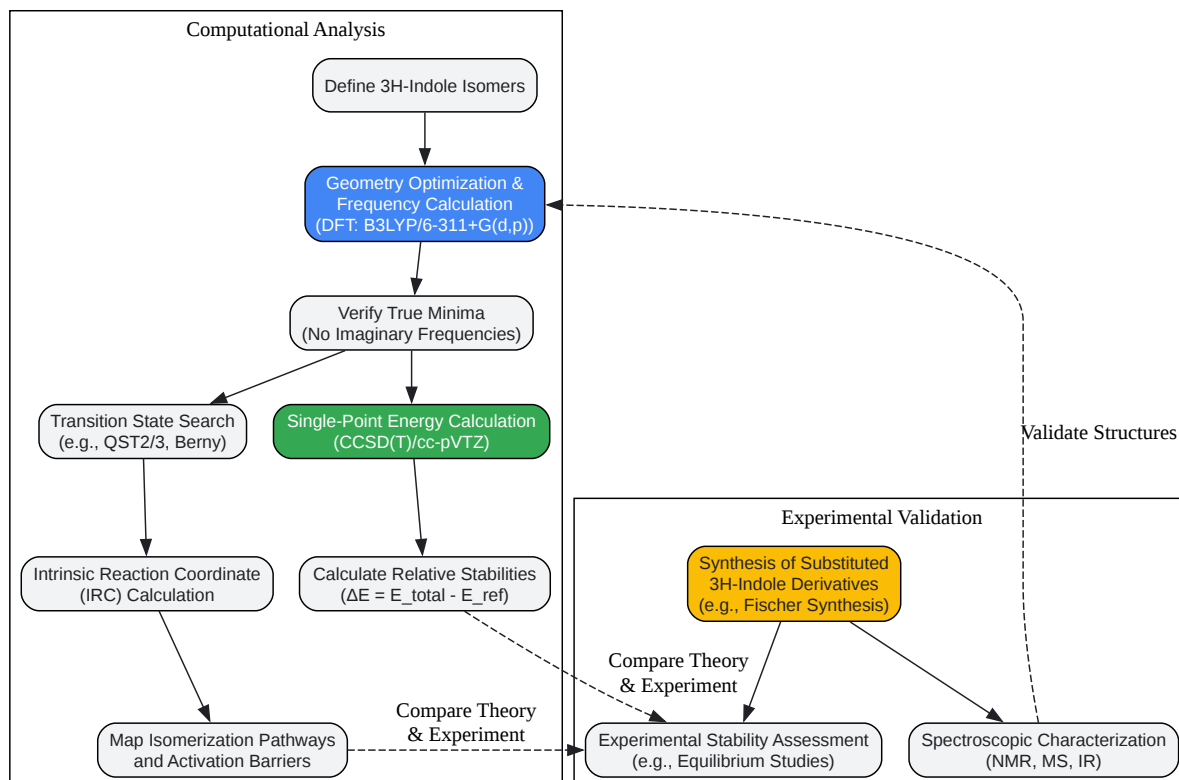 Computational Analysis
Define 3H-Indole Isomers
Geometry Optimization &
Frequency Calculation
(DFT: B3LYP/6-311+G(d,p))
Verify True Minima
(No Imaginary Frequencies)
Transition State Search
(e.g., QST2/3, Berny)
Single-Point Energy Calculation
(CCSD(T)/cc-pVTZ)
Validate Structures
Experimental Validation
Intrinsic Reaction Coordinate
(IRC) Calculation
Calculate Relative Stabilities
(ΔE = E_total - E_ref)
Synthesis of Substituted
3H-Indole Derivatives
(e.g., Fischer Synthesis)
Compare Theory
& Experiment
Compare Theory
& Experiment
Map Isomerization Pathways
and Activation Barriers
Experimental Stability Assessment
(e.g., Equilibrium Studies)
Spectroscopic Characterization
(NMR, MS, IR)